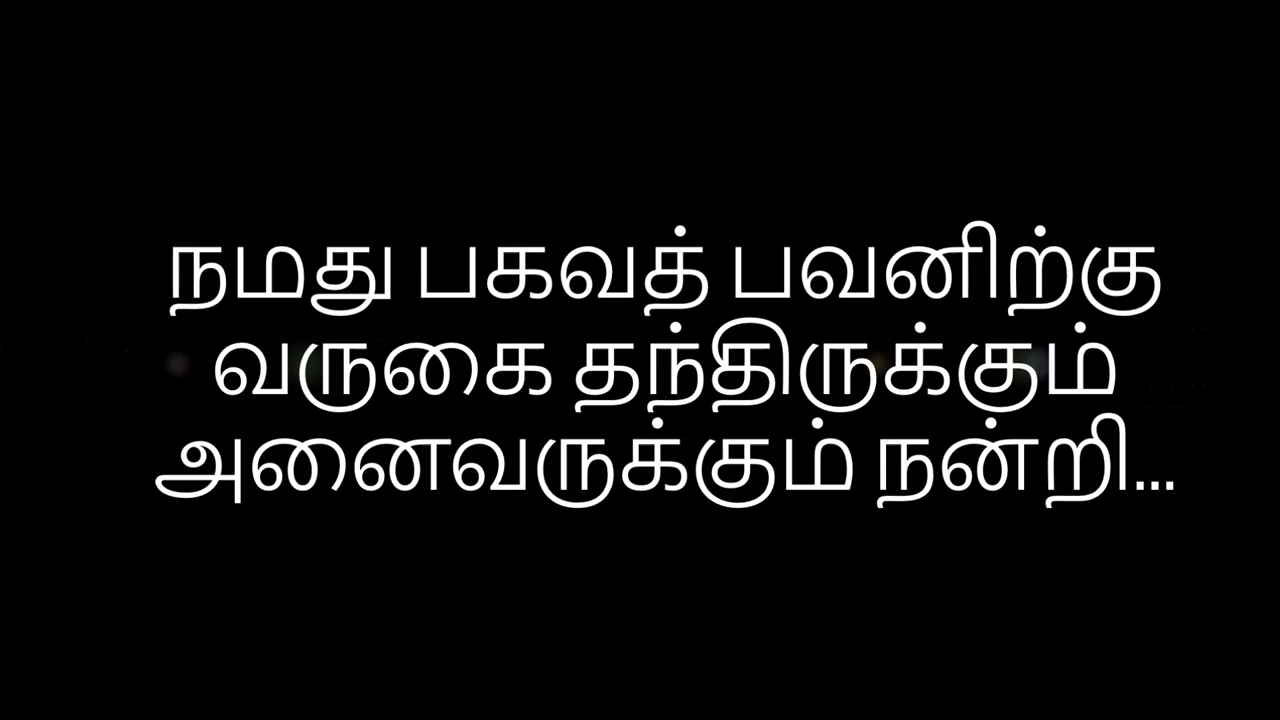 நமது பகவத் பவனிற்கு
வருகை தந்திருக்கும்
அனைவருக்கும் நன்றி...